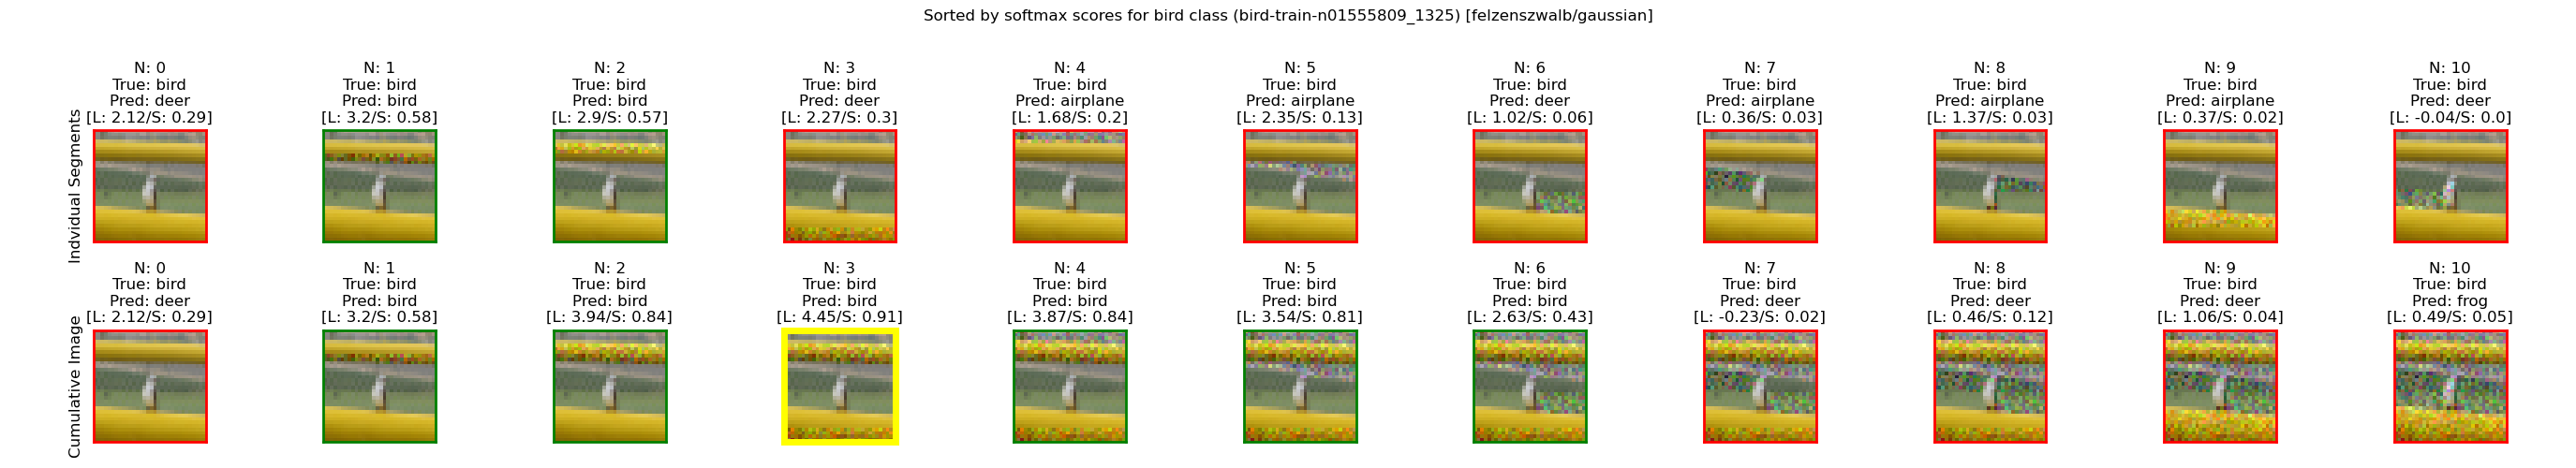 Sorted by softmax scores for bird class (bird-train-n01555809_1325) [felzenszwalb/gaussian]
Indvidual Segments
N: 0
True: bird
Pred: deer
[L: 2.12/S: 0.29]
N: 1
True: bird
Pred: bird
[L: 3.2/S: 0.58]
N: 2
True: bird
Pred: bird
[L: 2.9/S: 0.57]
N: 3
True: bird
Pred: deer
[L: 2.27/S: 0.3]
N: 4
True: bird
Pred: airplane
[L: 1.68/S: 0.2]
N: 5
True: bird
Pred: airplane
[L: 2.35/S: 0.13]
N: 6
True: bird
Pred: deer
[L: 1.02/S: 0.06]
N: 7
True: bird
Pred: airplane
[L: 0.36/S: 0.03]
N: 8
True: bird
Pred: airplane
[L: 1.37/S: 0.03]
N: 9
True: bird
Pred: airplane
[L: 0.37/S: 0.02]
N: 10
True: bird
Pred: deer
[L: -0.04/S: 0.0]
Cumulative Image
N: 0
True: bird
Pred: deer
[L: 2.12/S: 0.29]
N: 1
True: bird
Pred: bird
[L: 3.2/S: 0.58]
N: 2
True: bird
Pred: bird
[L: 3.94/S: 0.84]
N: 3
True: bird
Pred: bird
[L: 4.45/S: 0.91]
N: 4
True: bird
Pred: bird
[L: 3.87/S: 0.84]
N: 5
True: bird
Pred: bird
[L: 3.54/S: 0.81]
N: 6
True: bird
Pred: bird
[L: 2.63/S: 0.43]
N: 7
True: bird
Pred: deer
[L: -0.23/S: 0.02]
N: 8
True: bird
Pred: deer
[L: 0.46/S: 0.12]
N: 9
True: bird
Pred: deer
[L: 1.06/S: 0.04]
N: 10
True: bird
Pred: frog
[L: 0.49/S: 0.05]